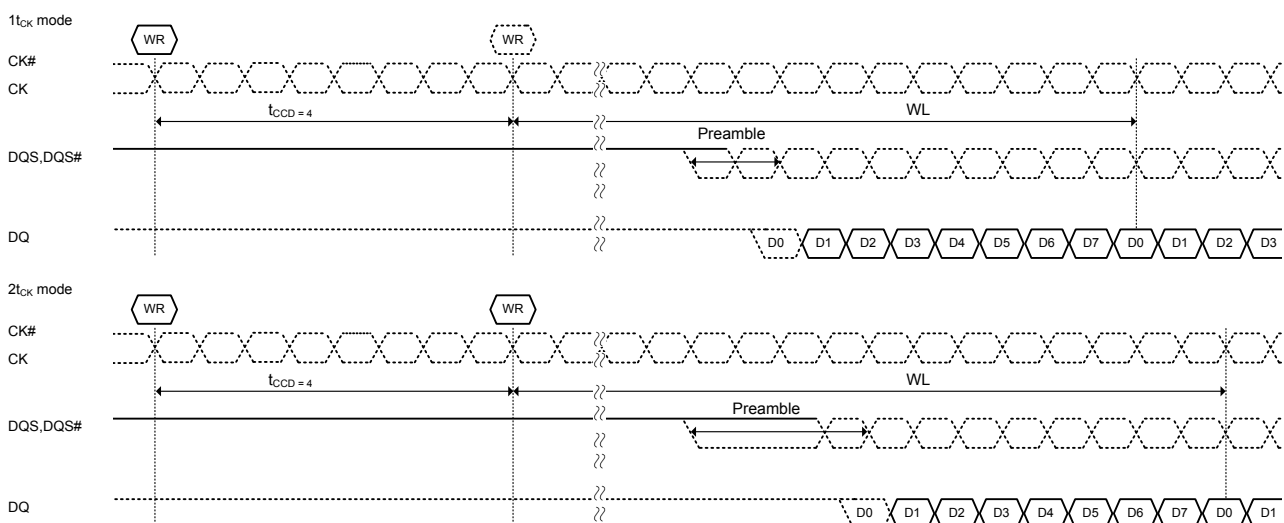 1tCK mode
WR WR
CK#
CK
tCCD = 4 WL
Preamble
DQS,DQS#
DQ D0 D1 D2 D3 D4 D5 D6 D7 D0 D1 D2 D3
2tCK mode
WR WR
CK#
CK
tCCD = 4 WL
Preamble
DQS,DQS#
DQ D0 D1 D2 D3 D4 D5 D6 D7 D0 D1